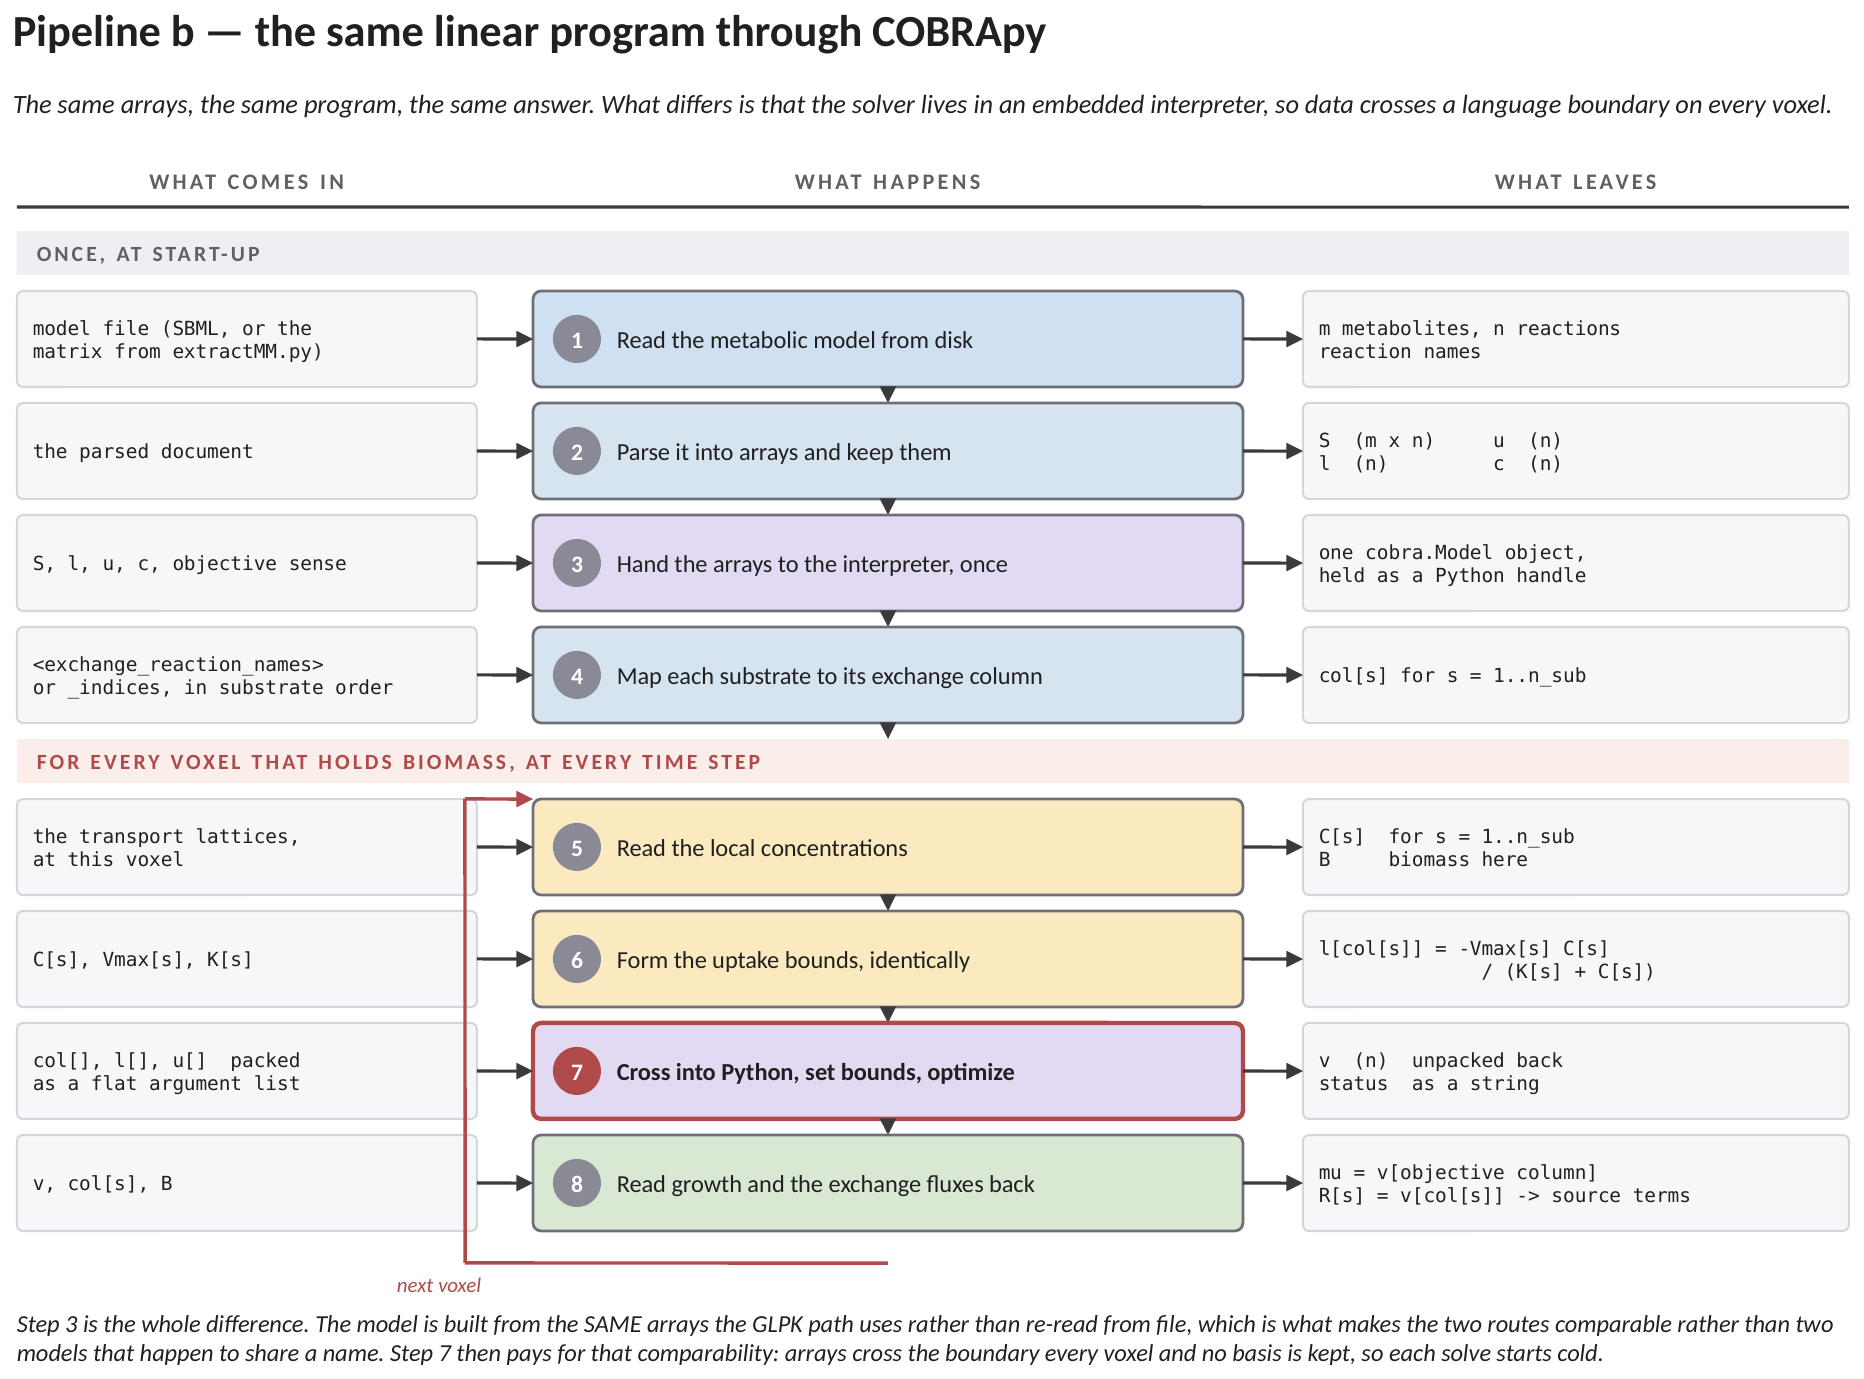 Pipeline b — the same linear program through COBRApy
The same arrays, the same program, the same answer. What differs is that the solver lives in an embedded interpreter, so data crosses a language boundary on every voxel.
WHAT COMES IN
WHAT HAPPENS
WHAT LEAVES
ONCE, AT START-UP
model file (SBML, or the
matrix from extractMM.py)
1
Read the metabolic model from disk
m metabolites, n reactions
reaction names
the parsed document
2
Parse it into arrays and keep them
S (m x n) u (n)
l (n) c (n)
S, l, u, c, objective sense
3
Hand the arrays to the interpreter, once
one cobra.Model object,
held as a Python handle
<exchange_reaction_names>
or _indices, in substrate order
4
Map each substrate to its exchange column
col[s] for s = 1..n_sub
FOR EVERY VOXEL THAT HOLDS BIOMASS, AT EVERY TIME STEP
the transport lattices,
at this voxel
5
Read the local concentrations
C[s] for s = 1..n_sub
B biomass here
C[s], Vmax[s], K[s]
6
Form the uptake bounds, identically
l[col[s]] = -Vmax[s] C[s]
/ (K[s] + C[s])
col[], l[], u[] packed
as a flat argument list
7
Cross into Python, set bounds, optimize
v (n) unpacked back
status as a string
v, col[s], B
8
Read growth and the exchange fluxes back
mu = v[objective column]
R[s] = v[col[s]] -> source terms
next voxel
Step 3 is the whole difference. The model is built from the SAME arrays the GLPK path uses rather than re-read from file, which is what makes the two routes comparable rather than two
models that happen to share a name. Step 7 then pays for that comparability: arrays cross the boundary every voxel and no basis is kept, so each solve starts cold.